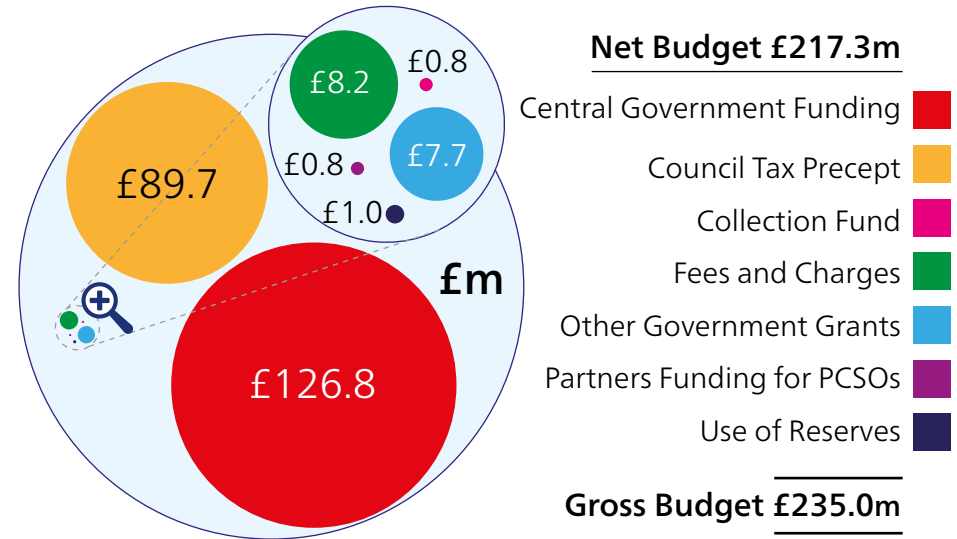 £8.2
£0.8
£7.7
£0.8
£1.0
£89.7
£m
£126.8
Net Budget £217.3m
Central Government Funding
Council Tax Precept
Collection Fund
Fees and Charges
Other Government Grants
Partners Funding for PCSOs
Use of Reserves
Gross Budget £235.0m